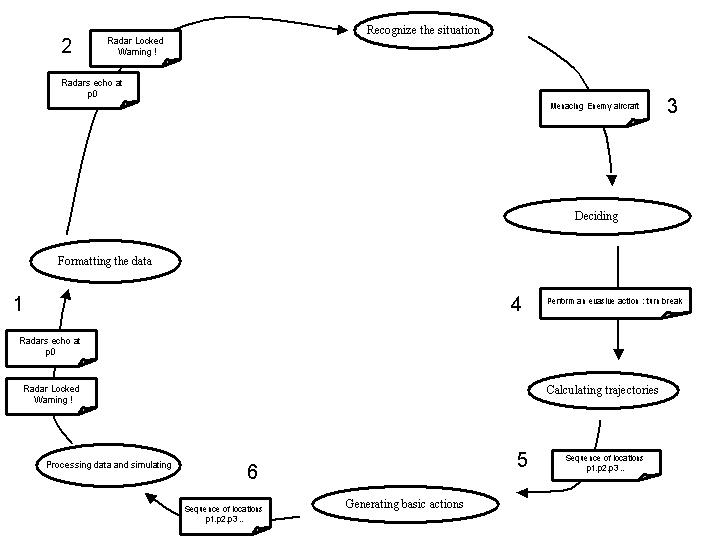 2
Radar Locked
Warning !
Radars echo at
p0
Recognize the situation
Menacing Enemy aircraft
3
Deciding
Formatting the data
1
Radars echo at
p0
Radar Locked
Warning !
4
Perform an evasive action : turn break
Calculating trajectories
5
Sequence of locations
p1,p2,p3 ..
Processing data and simulating
6
Sequence of locations
p1,p2,p3 ..
Generating basic actions